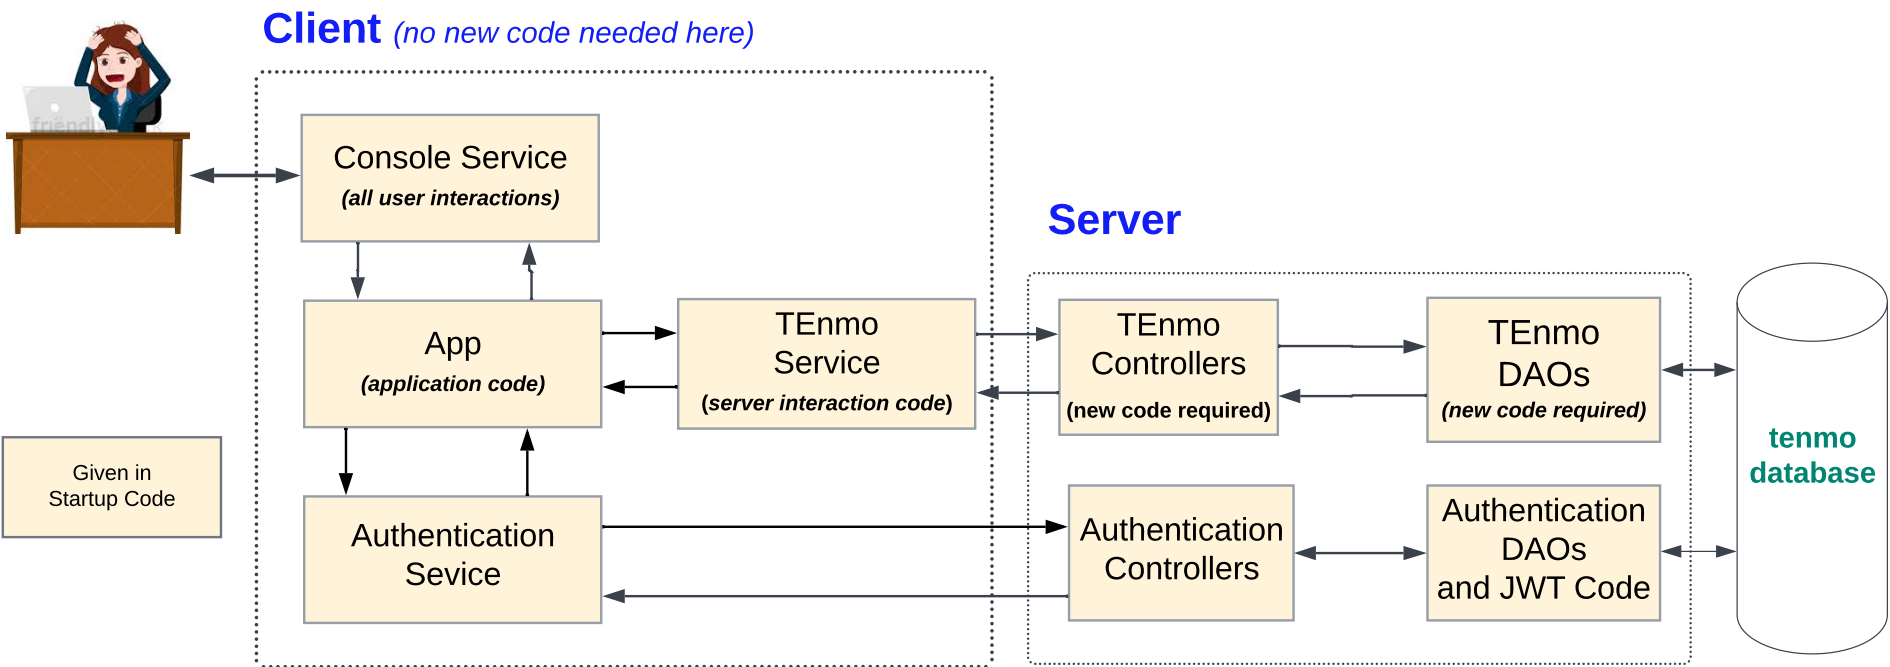 Client (no new code needed here)
Console Service
(all user interactions)
Server
App
(application code)
TEnmo
Service
(server interaction code)
TEnmo
Controllers
(new code required)
TEnmo
DAOs
(new code required)
tenmo
database
Given in
Startup Code
Authentication
Sevice
Authentication
Controllers
Authentication
DAOs
and JWT Code